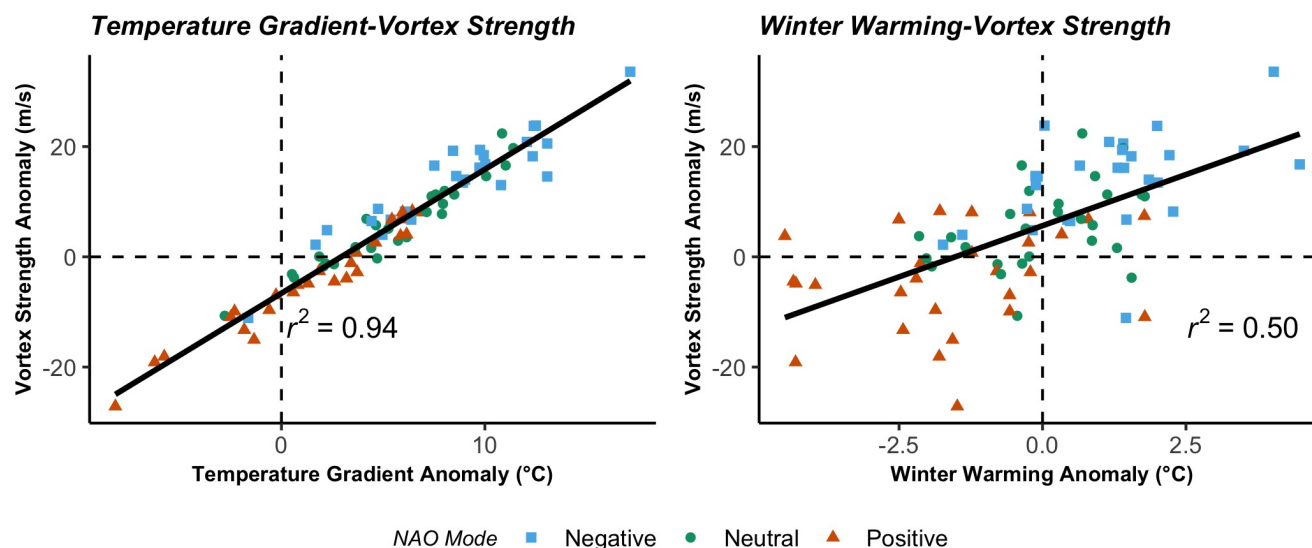 Temperature Gradient-Vortex Strength
Vortex Strength Anomaly (m/s)
20
0
-20
r² = 0.94
0
10
Temperature Gradient Anomaly (°C)
Winter Warming-Vortex Strength
Vortex Strength Anomaly (m/s)
20
0
-20
r² = 0.50
-2.5
0.0
2.5
Winter Warming Anomaly (°C)
NAO Mode Negative Neutral Positive